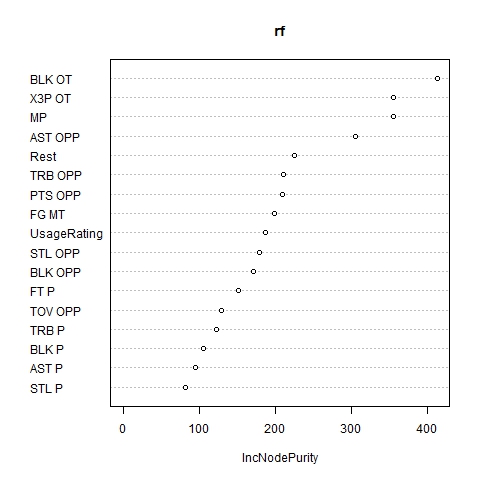 rf
BLK OT
X3P OT
MP
AST OPP
Rest
TRB OPP
PTS OPP
FG MT
UsageRating
STL OPP
BLK OPP
FT P
TOV OPP
TRB P
BLK P
AST P
STL P
0 100 200 300 400
IncNodePurity